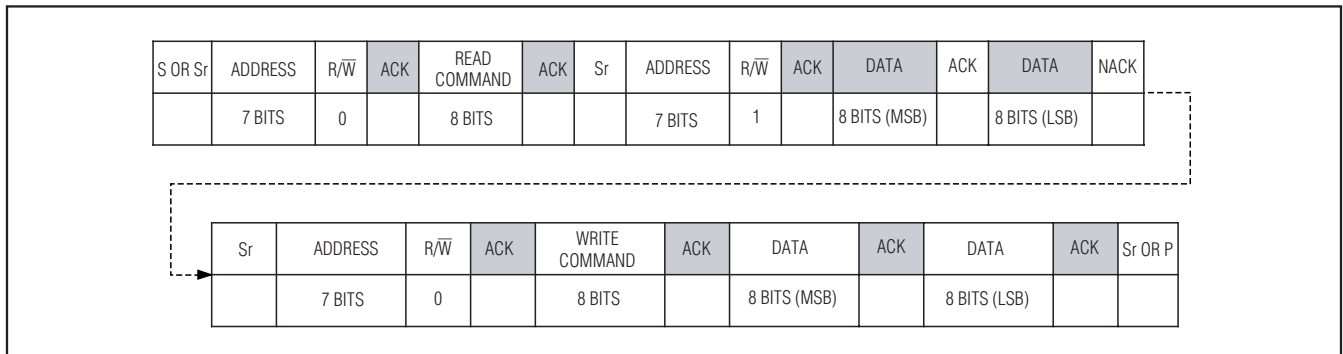 S OR Sr ADDRESS R/W̅ ACK READ COMMAND ACK Sr ADDRESS R/W̅ ACK DATA ACK DATA NACK
7 BITS 0 8 BITS 7 BITS 1 8 BITS (MSB) 8 BITS (LSB)
Sr ADDRESS R/W̅ ACK WRITE COMMAND ACK DATA ACK DATA ACK Sr OR P
7 BITS 0 8 BITS 8 BITS (MSB) 8 BITS (LSB)